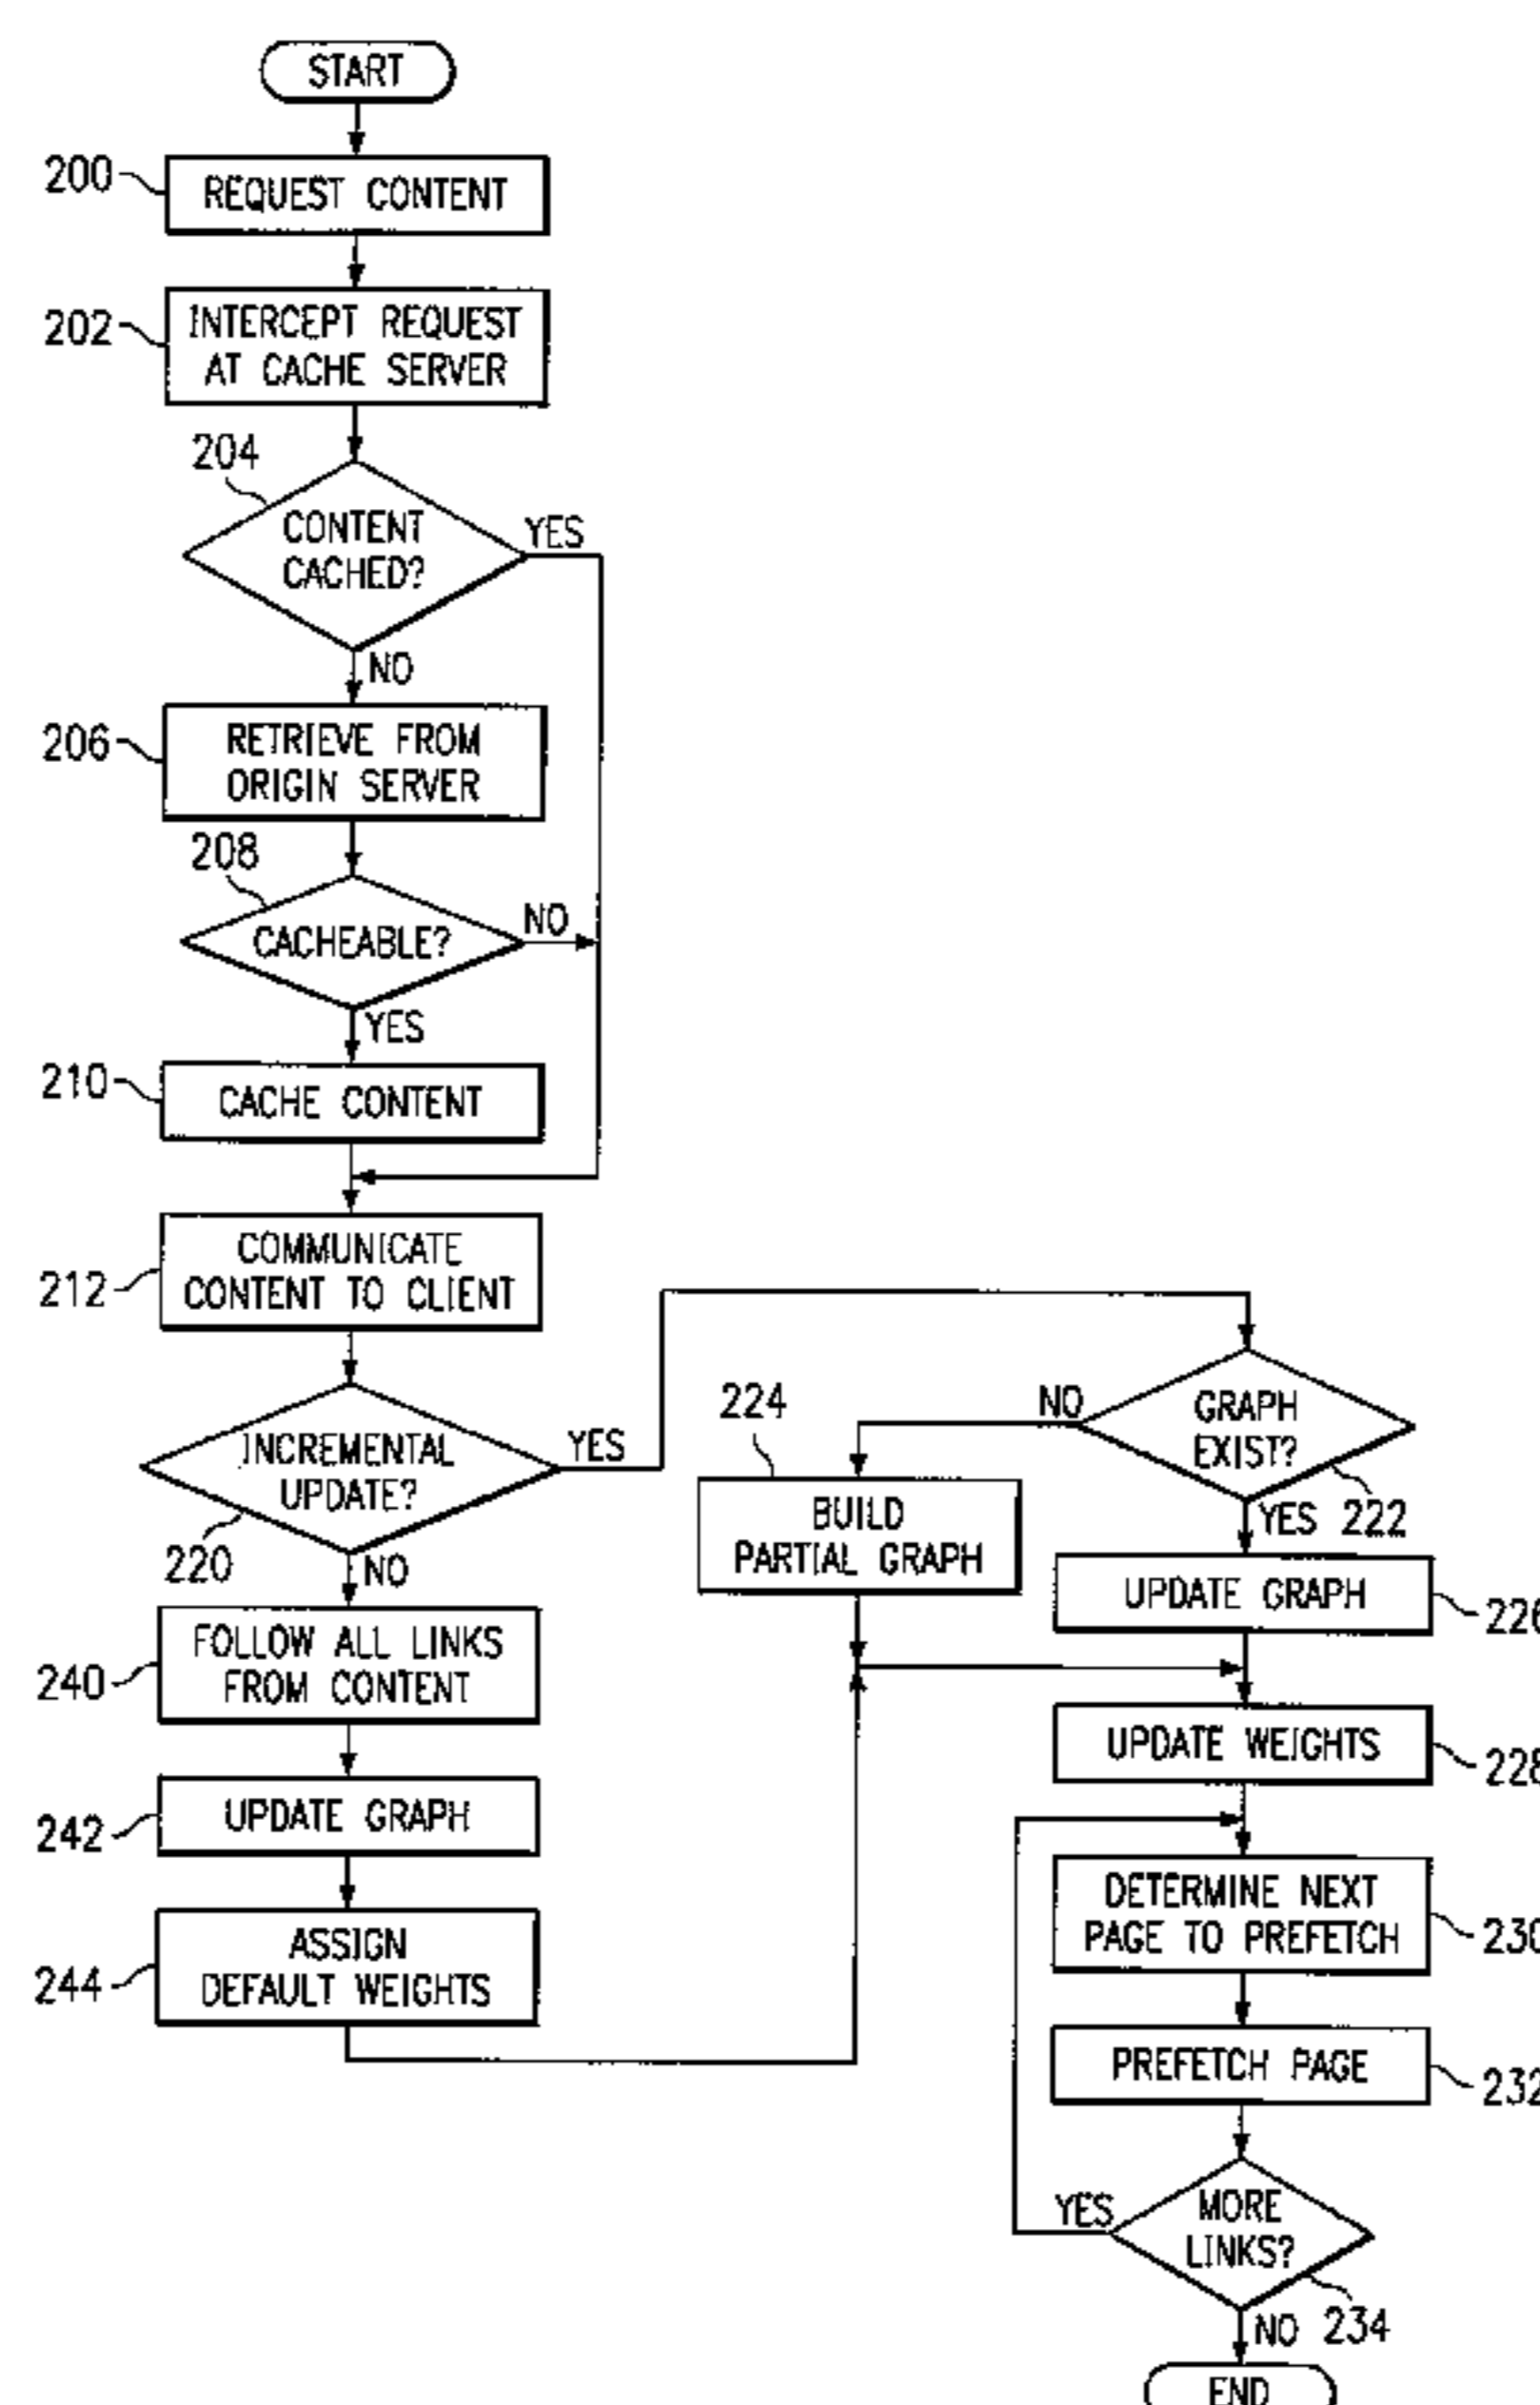 START
200
REQUEST CONTENT
202
INTERCEPT REQUEST
AT CACHE SERVER
204
CONTENT
CACHED?
YES
NO
206
RETRIEVE FROM
ORIGIN SERVER
208
CACHEABLE?
NO
YES
210
CACHE CONTENT
212
COMMUNICATE
CONTENT TO CLIENT
220
INCREMENTAL
UPDATE?
YES
NO
240
FOLLOW ALL LINKS
FROM CONTENT
242
UPDATE GRAPH
244
ASSIGN
DEFAULT WEIGHTS
GRAPH
EXIST?
222
NO
YES
224
BUILD
PARTIAL GRAPH
UPDATE GRAPH
226
UPDATE WEIGHTS
228
DETERMINE NEXT
PAGE TO PREFETCH
230
PREFETCH PAGE
232
MORE
LINKS?
YES
NO
234
END